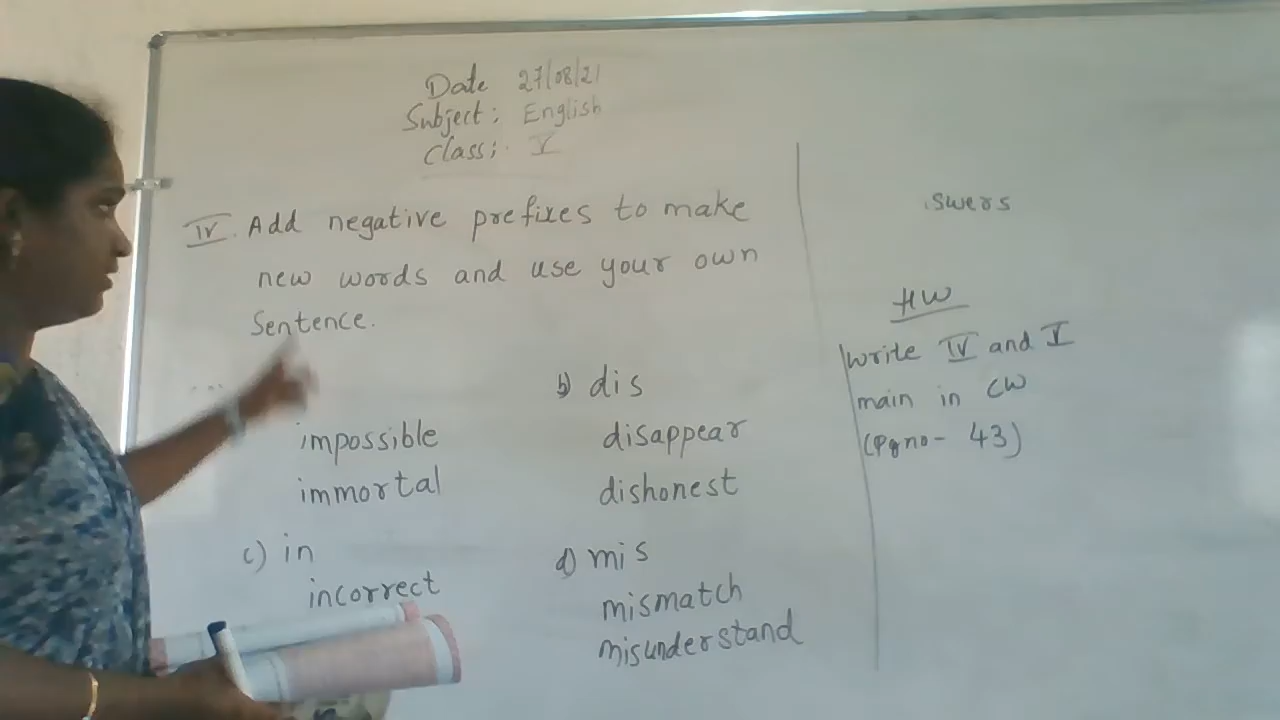 Date 27/08/21
Subject: English
Class: V
IV. Add negative prefixes to make
new words and use your own
Sentence.
impossible
immortal
b) dis
disappear
dishonest
c) in
incorrect
d) mis
mismatch
misunderstand
swers
HW
Write IV and V
main in CW
(Pgno- 43)